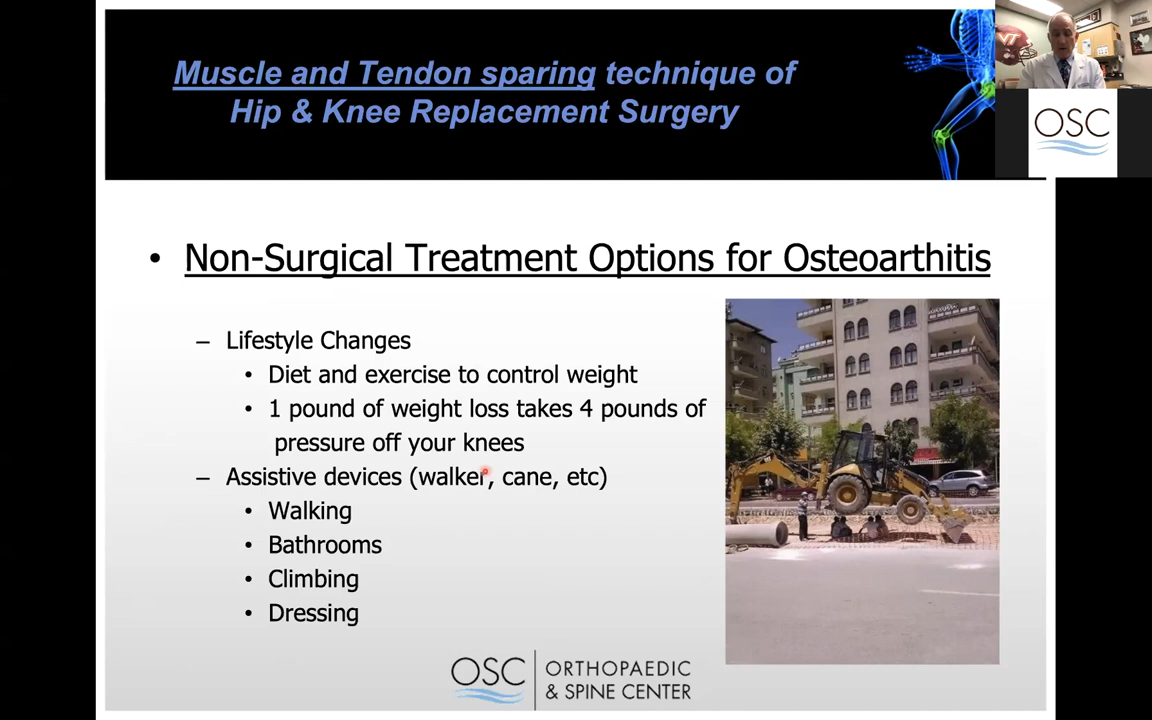 Muscle and Tendon sparing technique of
Hip & Knee Replacement Surgery
VT
OSC
• Non-Surgical Treatment Options for Osteoarthitis
– Lifestyle Changes
• Diet and exercise to control weight
• 1 pound of weight loss takes 4 pounds of
pressure off your knees
– Assistive devices (walker, cane, etc)
• Walking
• Bathrooms
• Climbing
• Dressing
OSC
ORTHOPAEDIC
& SPINE CENTER